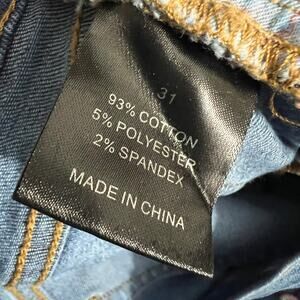 31
93% COTTON
5% POLYESTER
2% SPANDEX
MADE IN CHINA